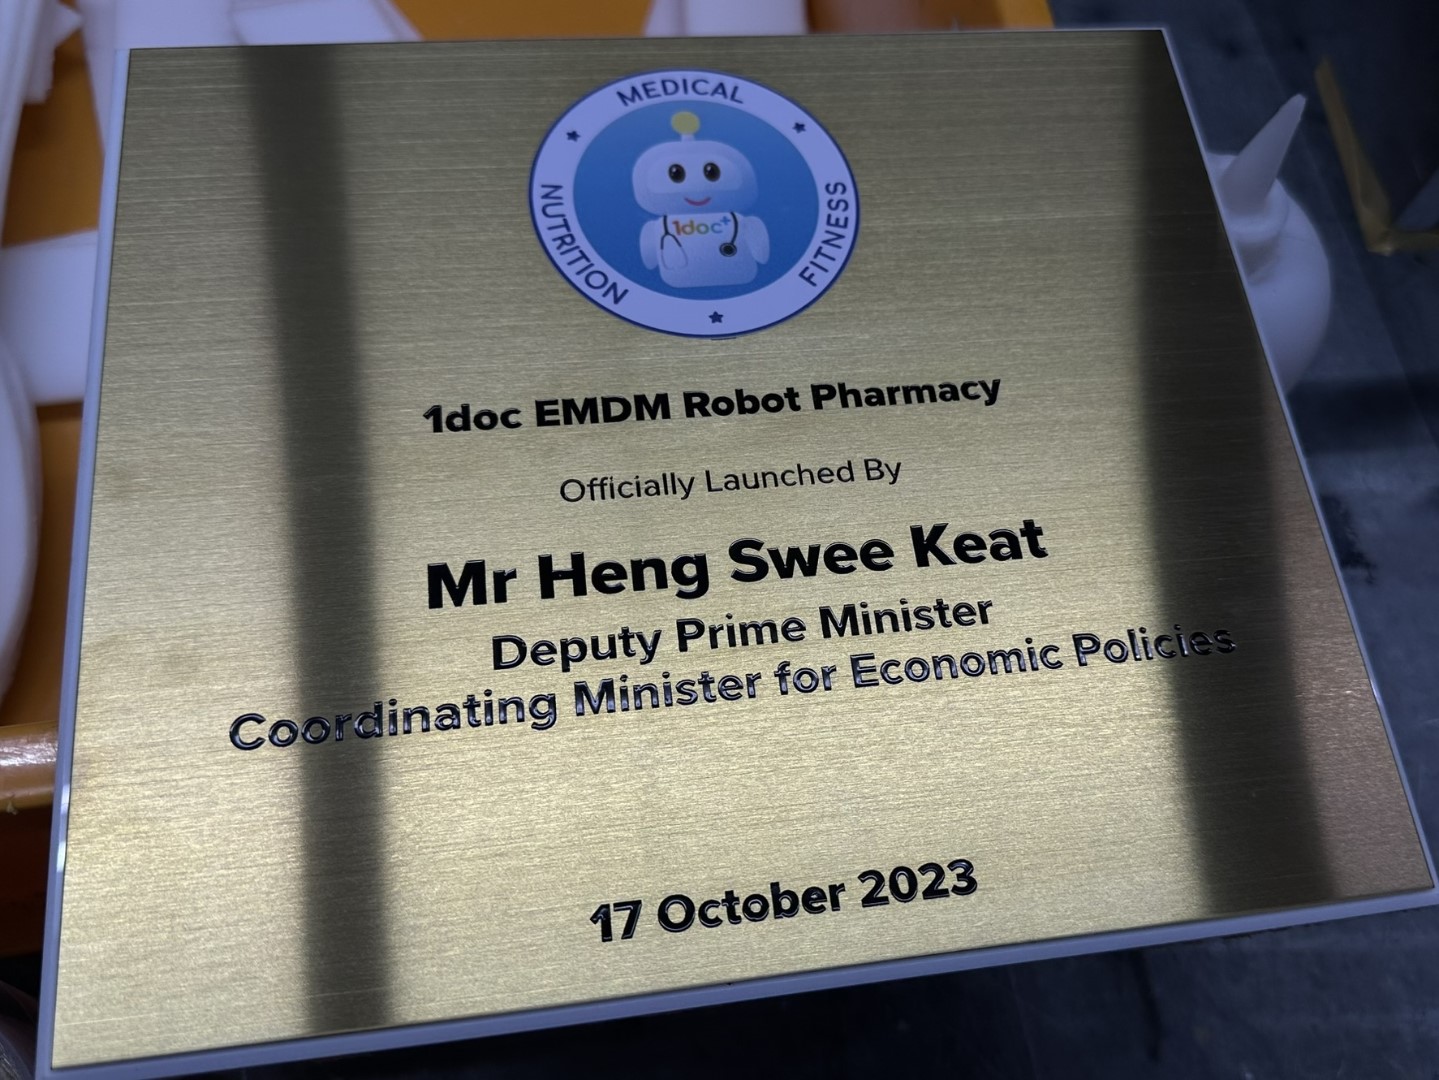 MEDICAL
NUTRITION
FITNESS
1doc+
1doc EMDM Robot Pharmacy
Officially Launched By
Mr Heng Swee Keat
Deputy Prime Minister
Coordinating Minister for Economic Policies
17 October 2023